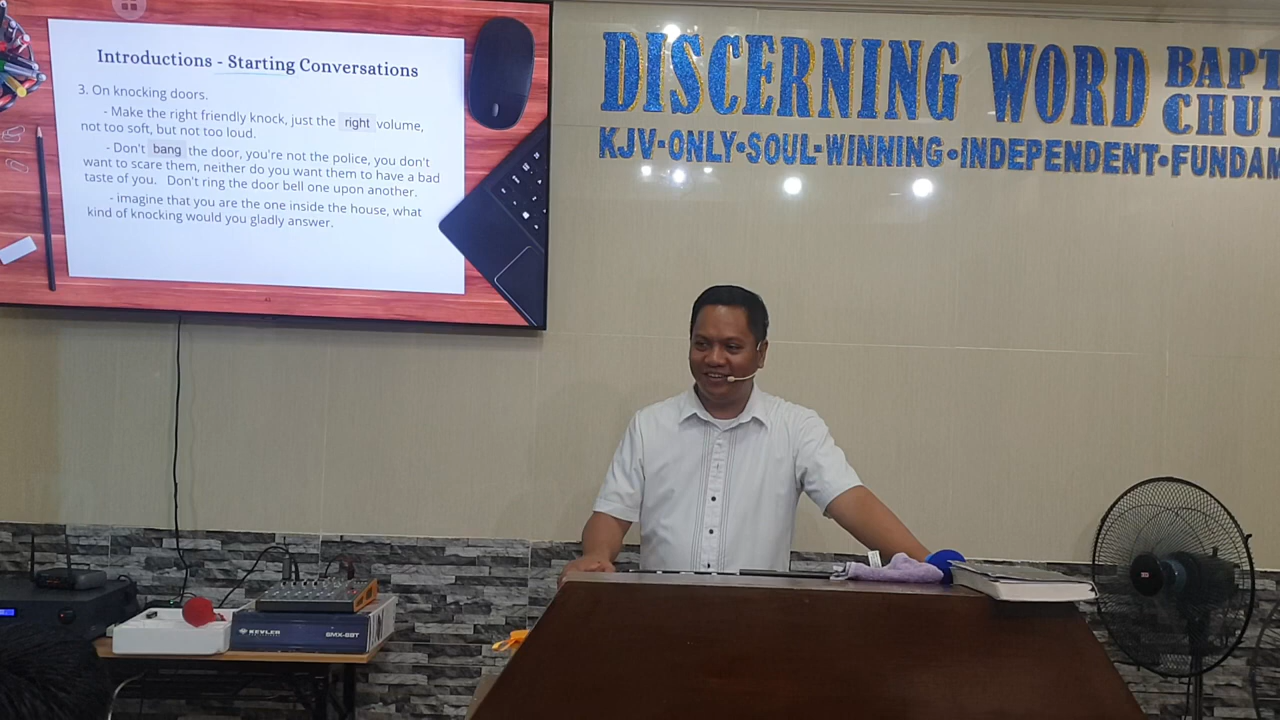 Introductions - Starting Conversations
3. On knocking doors.
- Make the right friendly knock, just the right volume,
not too soft, but not too loud.
- Don't bang the door, you're not the police, you don't
want to scare them, neither do you want them to have a bad
taste of you. Don't ring the door bell one upon another.
- imagine that you are the one inside the house, what
kind of knocking would you gladly answer.
DISCERNING WORD BAPT
CHU
KJV-ONLY•SOUL-WINNING•INDEPENDENT•FUNDAM
KEVLER
GMX-8BT